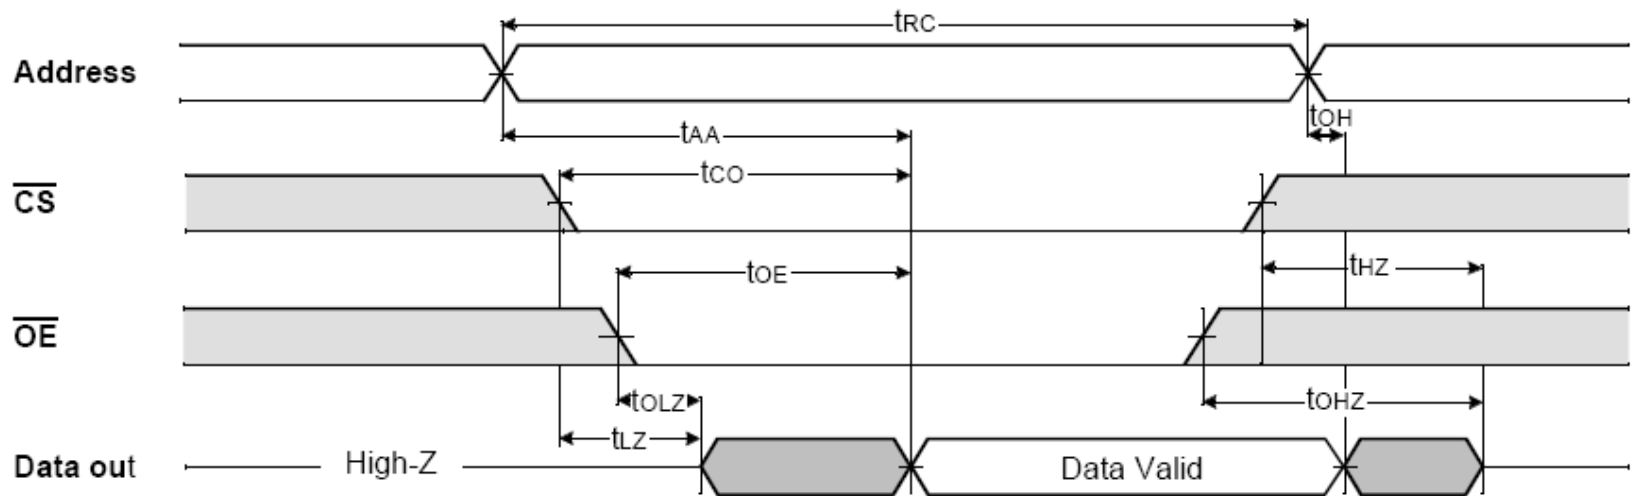 tRC
Address
tOH
tAA
tCO
CS
tOE
tHZ
OE
tOLZ
tOHZ
tLZ
Data out High-Z Data Valid